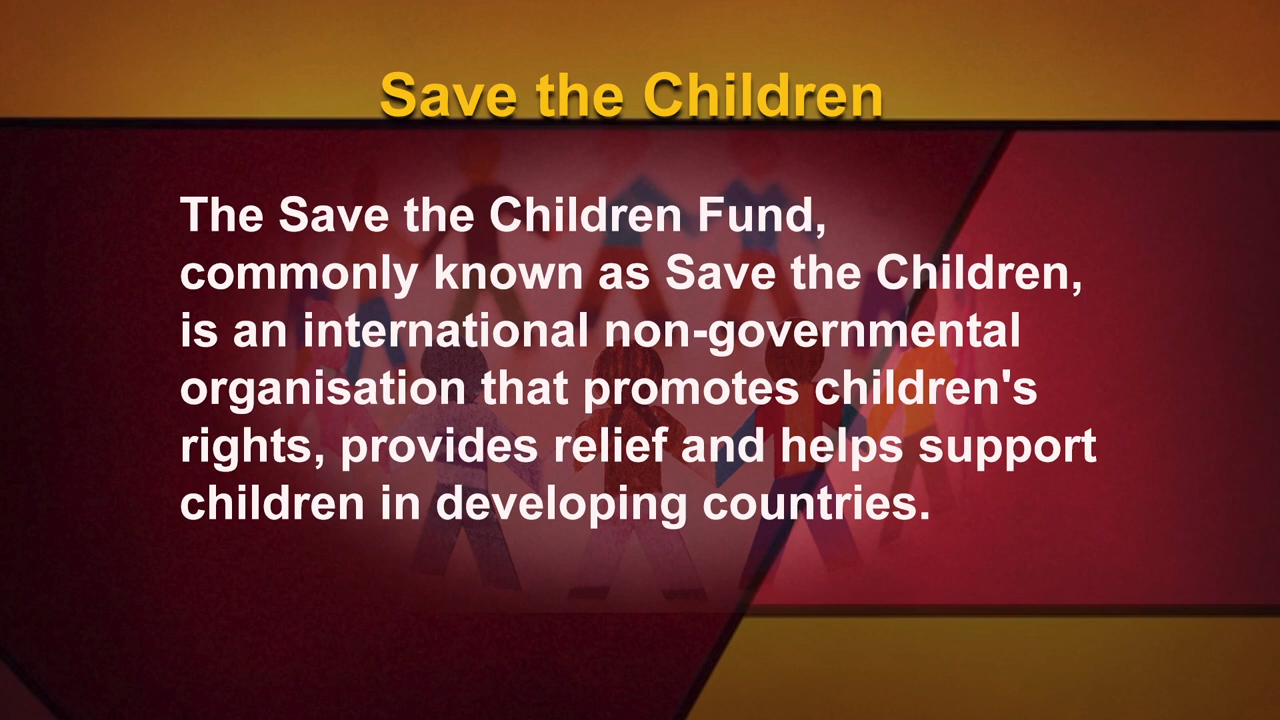 Save the Children
The Save the Children Fund,
commonly known as Save the Children,
is an international non-governmental
organisation that promotes children's
rights, provides relief and helps support
children in developing countries.